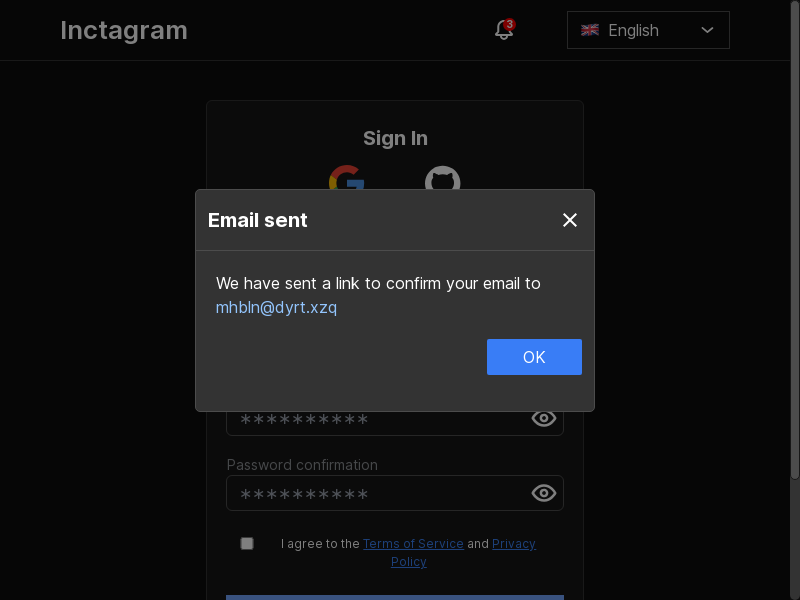 Inctagram
3
English
Sign In
Email sent
We have sent a link to confirm your email to
mhbln@dyrt.xzq
OK
**********
Password confirmation
**********
I agree to the Terms of Service and Privacy
Policy